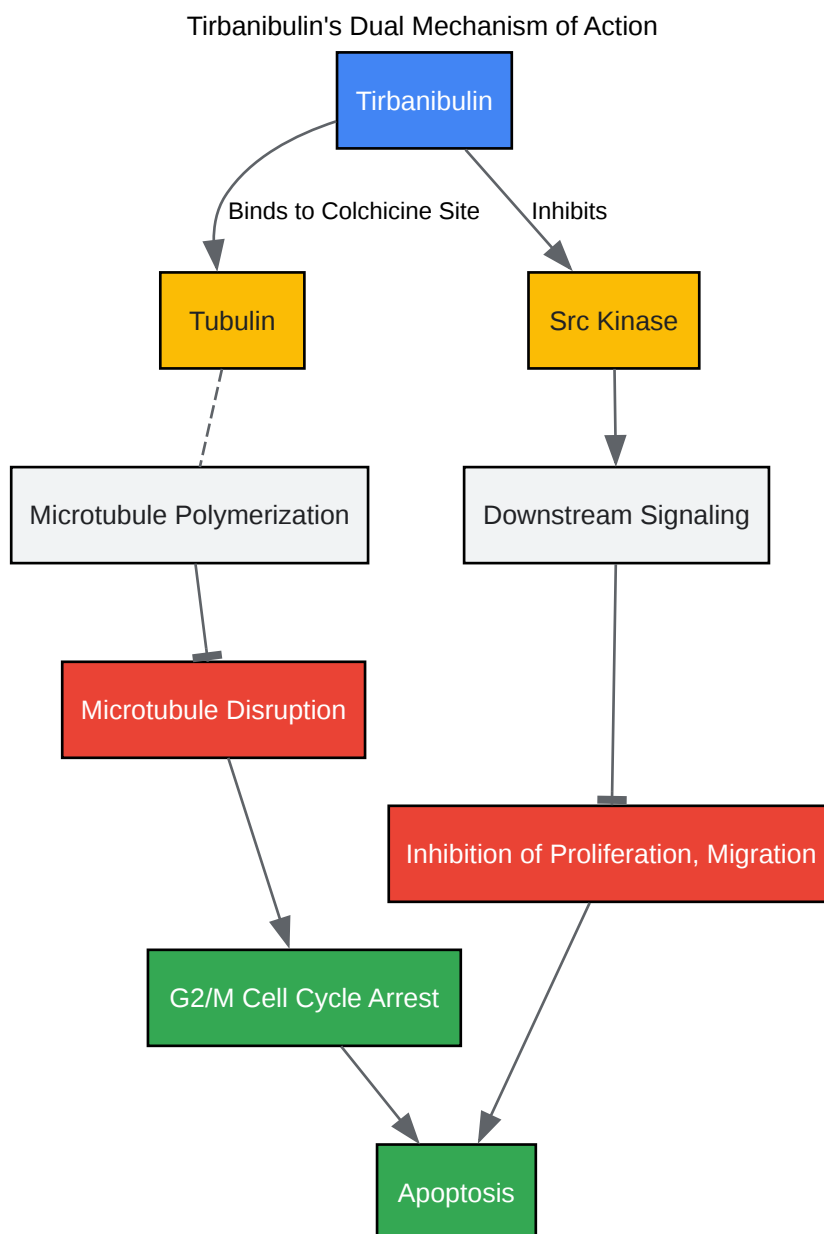 Tirbanibulin's Dual Mechanism of Action
Tirbanibulin
Binds to Colchicine Site
Inhibits
Tubulin
Src Kinase
Microtubule Polymerization
Downstream Signaling
Microtubule Disruption
Inhibition of Proliferation, Migration
G2/M Cell Cycle Arrest
Apoptosis